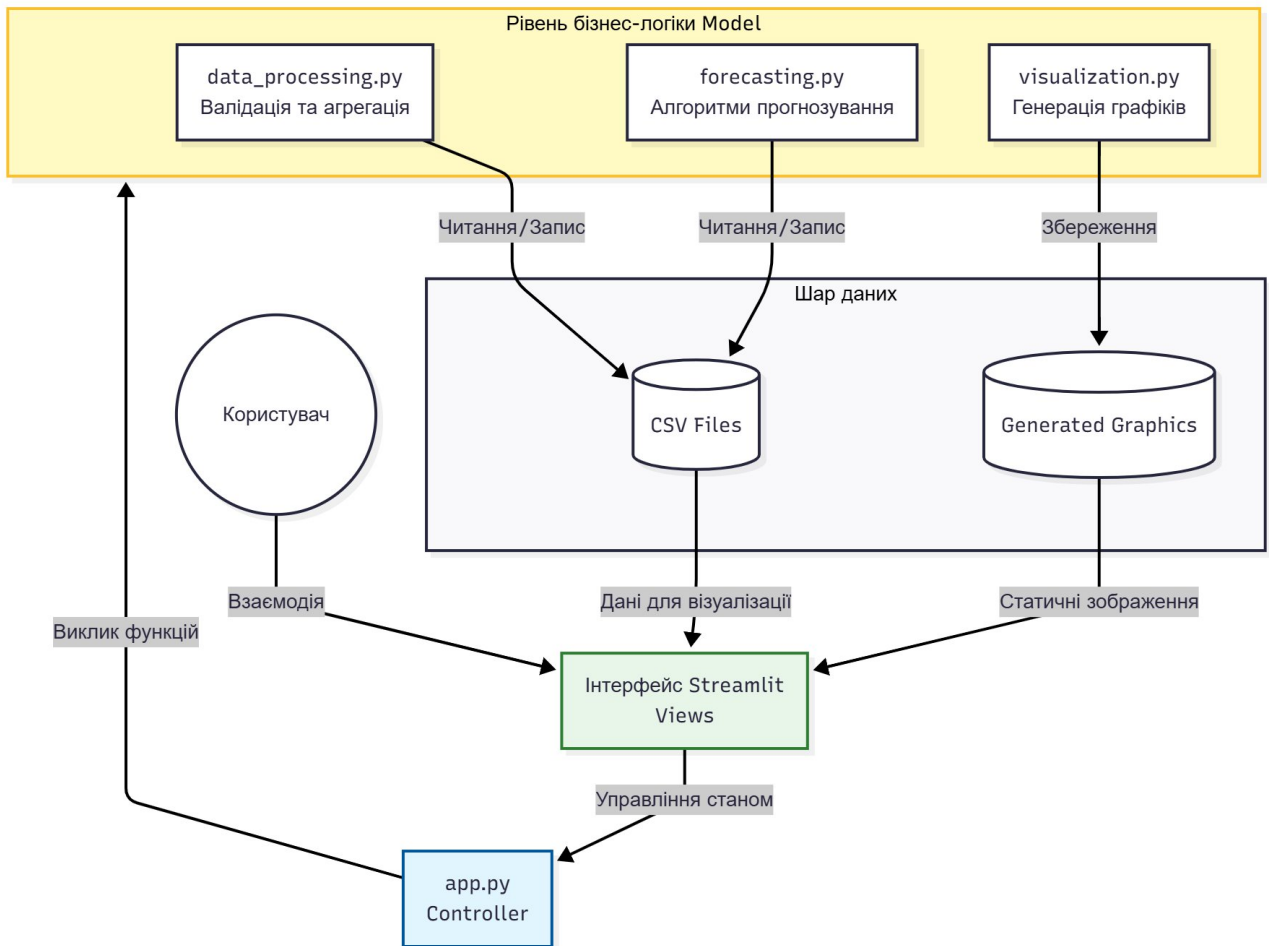 Рівень бізнес-логіки Model
data_processing.py
Валідація та агрегація
forecasting.py
Алгоритми прогнозування
visualization.py
Генерація графіків
Читання/Запис
Читання/Запис
Збереження
Шар даних
Користувач
CSV Files
Generated Graphics
Взаємодія
Дані для візуалізації
Статичні зображення
Виклик функцій
Інтерфейс Streamlit
Views
Управління станом
app.py
Controller